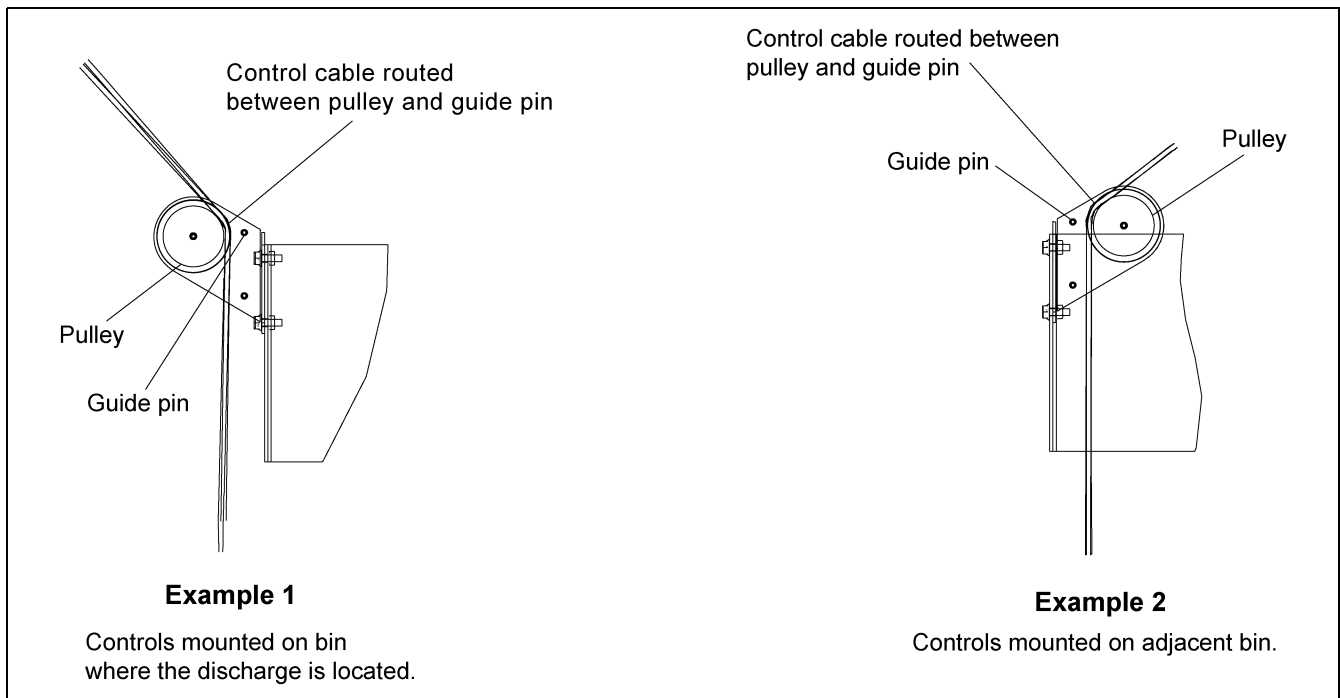 Control cable routed
between pulley and guide pin
Pulley
Guide pin
Example 1
Controls mounted on bin
where the discharge is located.
Control cable routed between
pulley and guide pin
Guide pin
Pulley
Example 2
Controls mounted on adjacent bin.